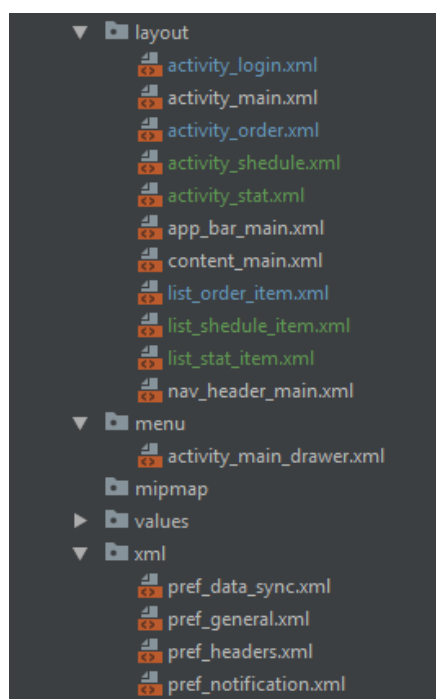 layout
activity_login.xml
activity_main.xml
activity_order.xml
activity_shedule.xml
activity_stat.xml
app_bar_main.xml
content_main.xml
list_order_item.xml
list_shedule_item.xml
list_stat_item.xml
nav_header_main.xml
menu
activity_main_drawer.xml
mipmap
values
xml
pref_data_sync.xml
pref_general.xml
pref_headers.xml
pref_notification.xml